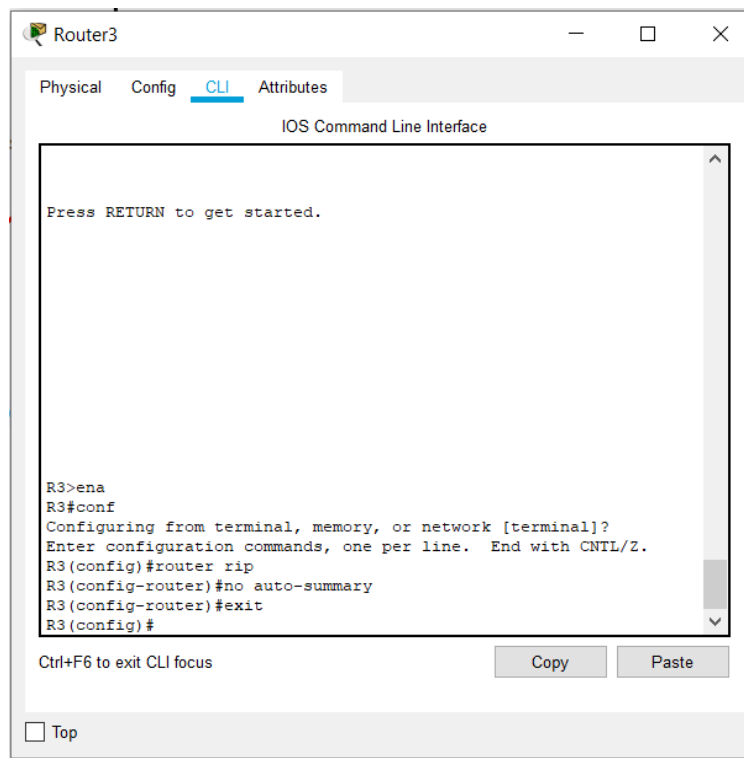 Router3
Physical Config CLI Attributes
IOS Command Line Interface
Press RETURN to get started.
R3>ena
R3#conf
Configuring from terminal, memory, or network [terminal]?
Enter configuration commands, one per line.  End with CNTL/Z.
R3(config)#router rip
R3(config-router)#no auto-summary
R3(config-router)#exit
R3(config)#
Ctrl+F6 to exit CLI focus Copy Paste
Top